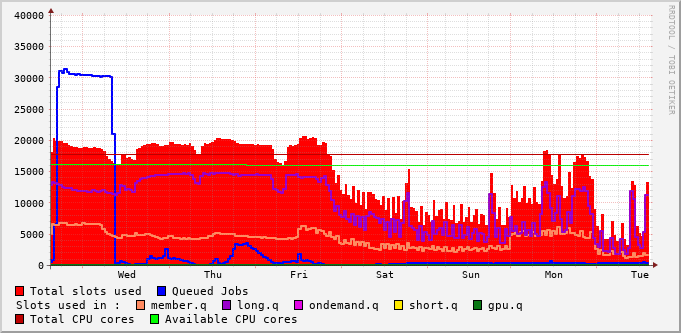 40000
35000
30000
25000
20000
15000
10000
5000
0
Wed Thu Fri Sat Sun Mon Tue
Total slots used Queued Jobs
Slots used in : member.q long.q ondemand.q short.q gpu.q
Total CPU cores Available CPU cores
RRDTOOL / TOBI OETIKER